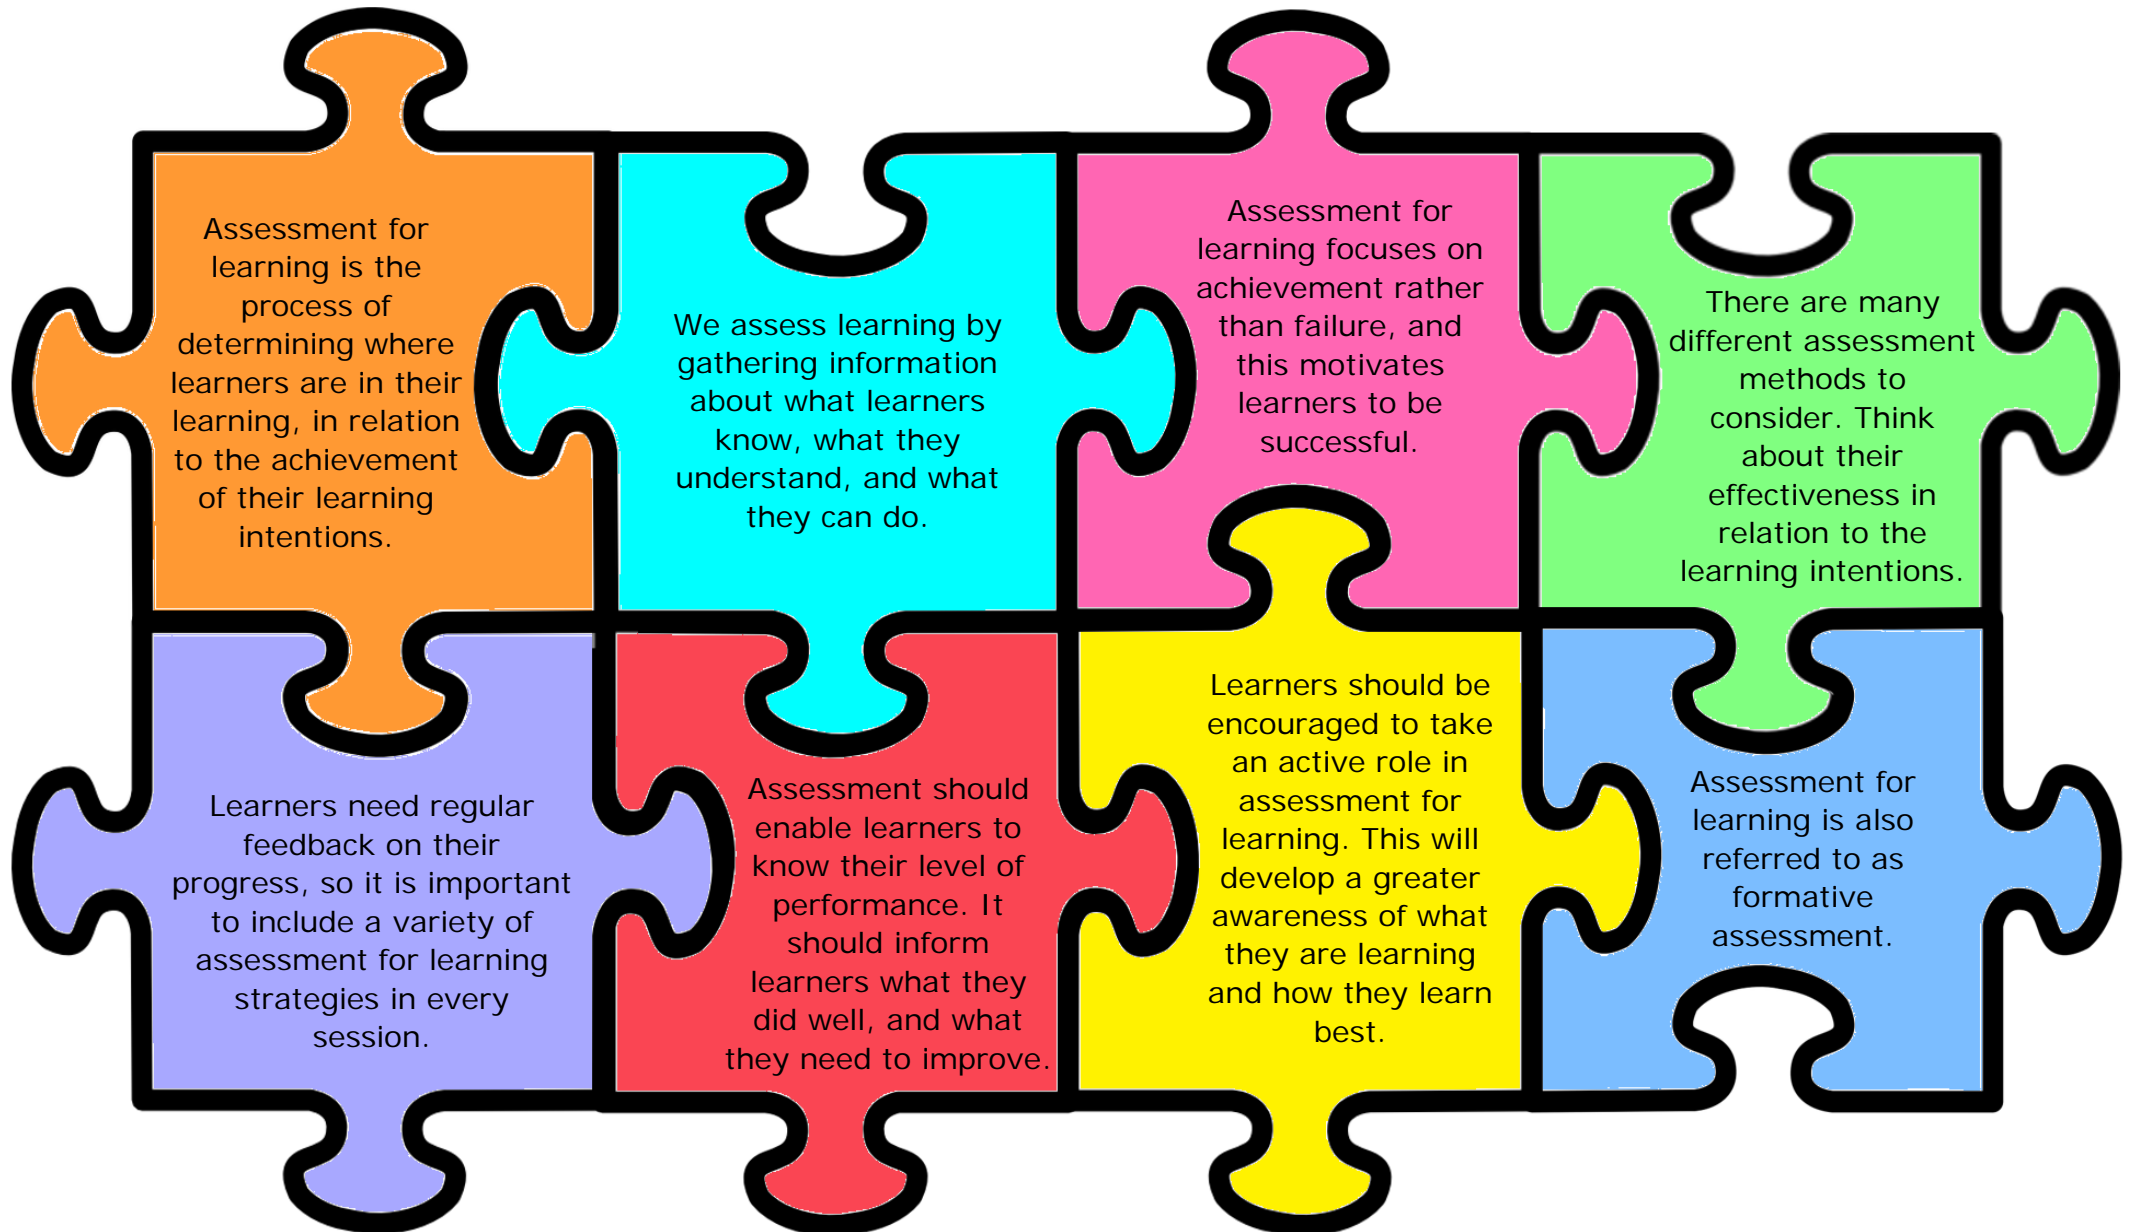 Assessment for
learning is the
process of
determining where
learners are in their
learning, in relation
to the achievement
of their learning
intentions.
We assess learning by
gathering information
about what learners
know, what they
understand, and what
they can do.
Assessment for
learning focuses on
achievement rather
than failure, and
this motivates
learners to be
successful.
There are many
different assessment
methods to
consider. Think
about their
effectiveness in
relation to the
learning intentions.
Learners need regular
feedback on their
progress, so it is important
to include a variety of
assessment for learning
strategies in every
session.
Assessment should
enable learners to
know their level of
performance. It
should inform
learners what they
did well, and what
they need to improve.
Learners should be
encouraged to take
an active role in
assessment for
learning. This will
develop a greater
awareness of what
they are learning
and how they learn
best.
Assessment for
learning is also
referred to as
formative
assessment.